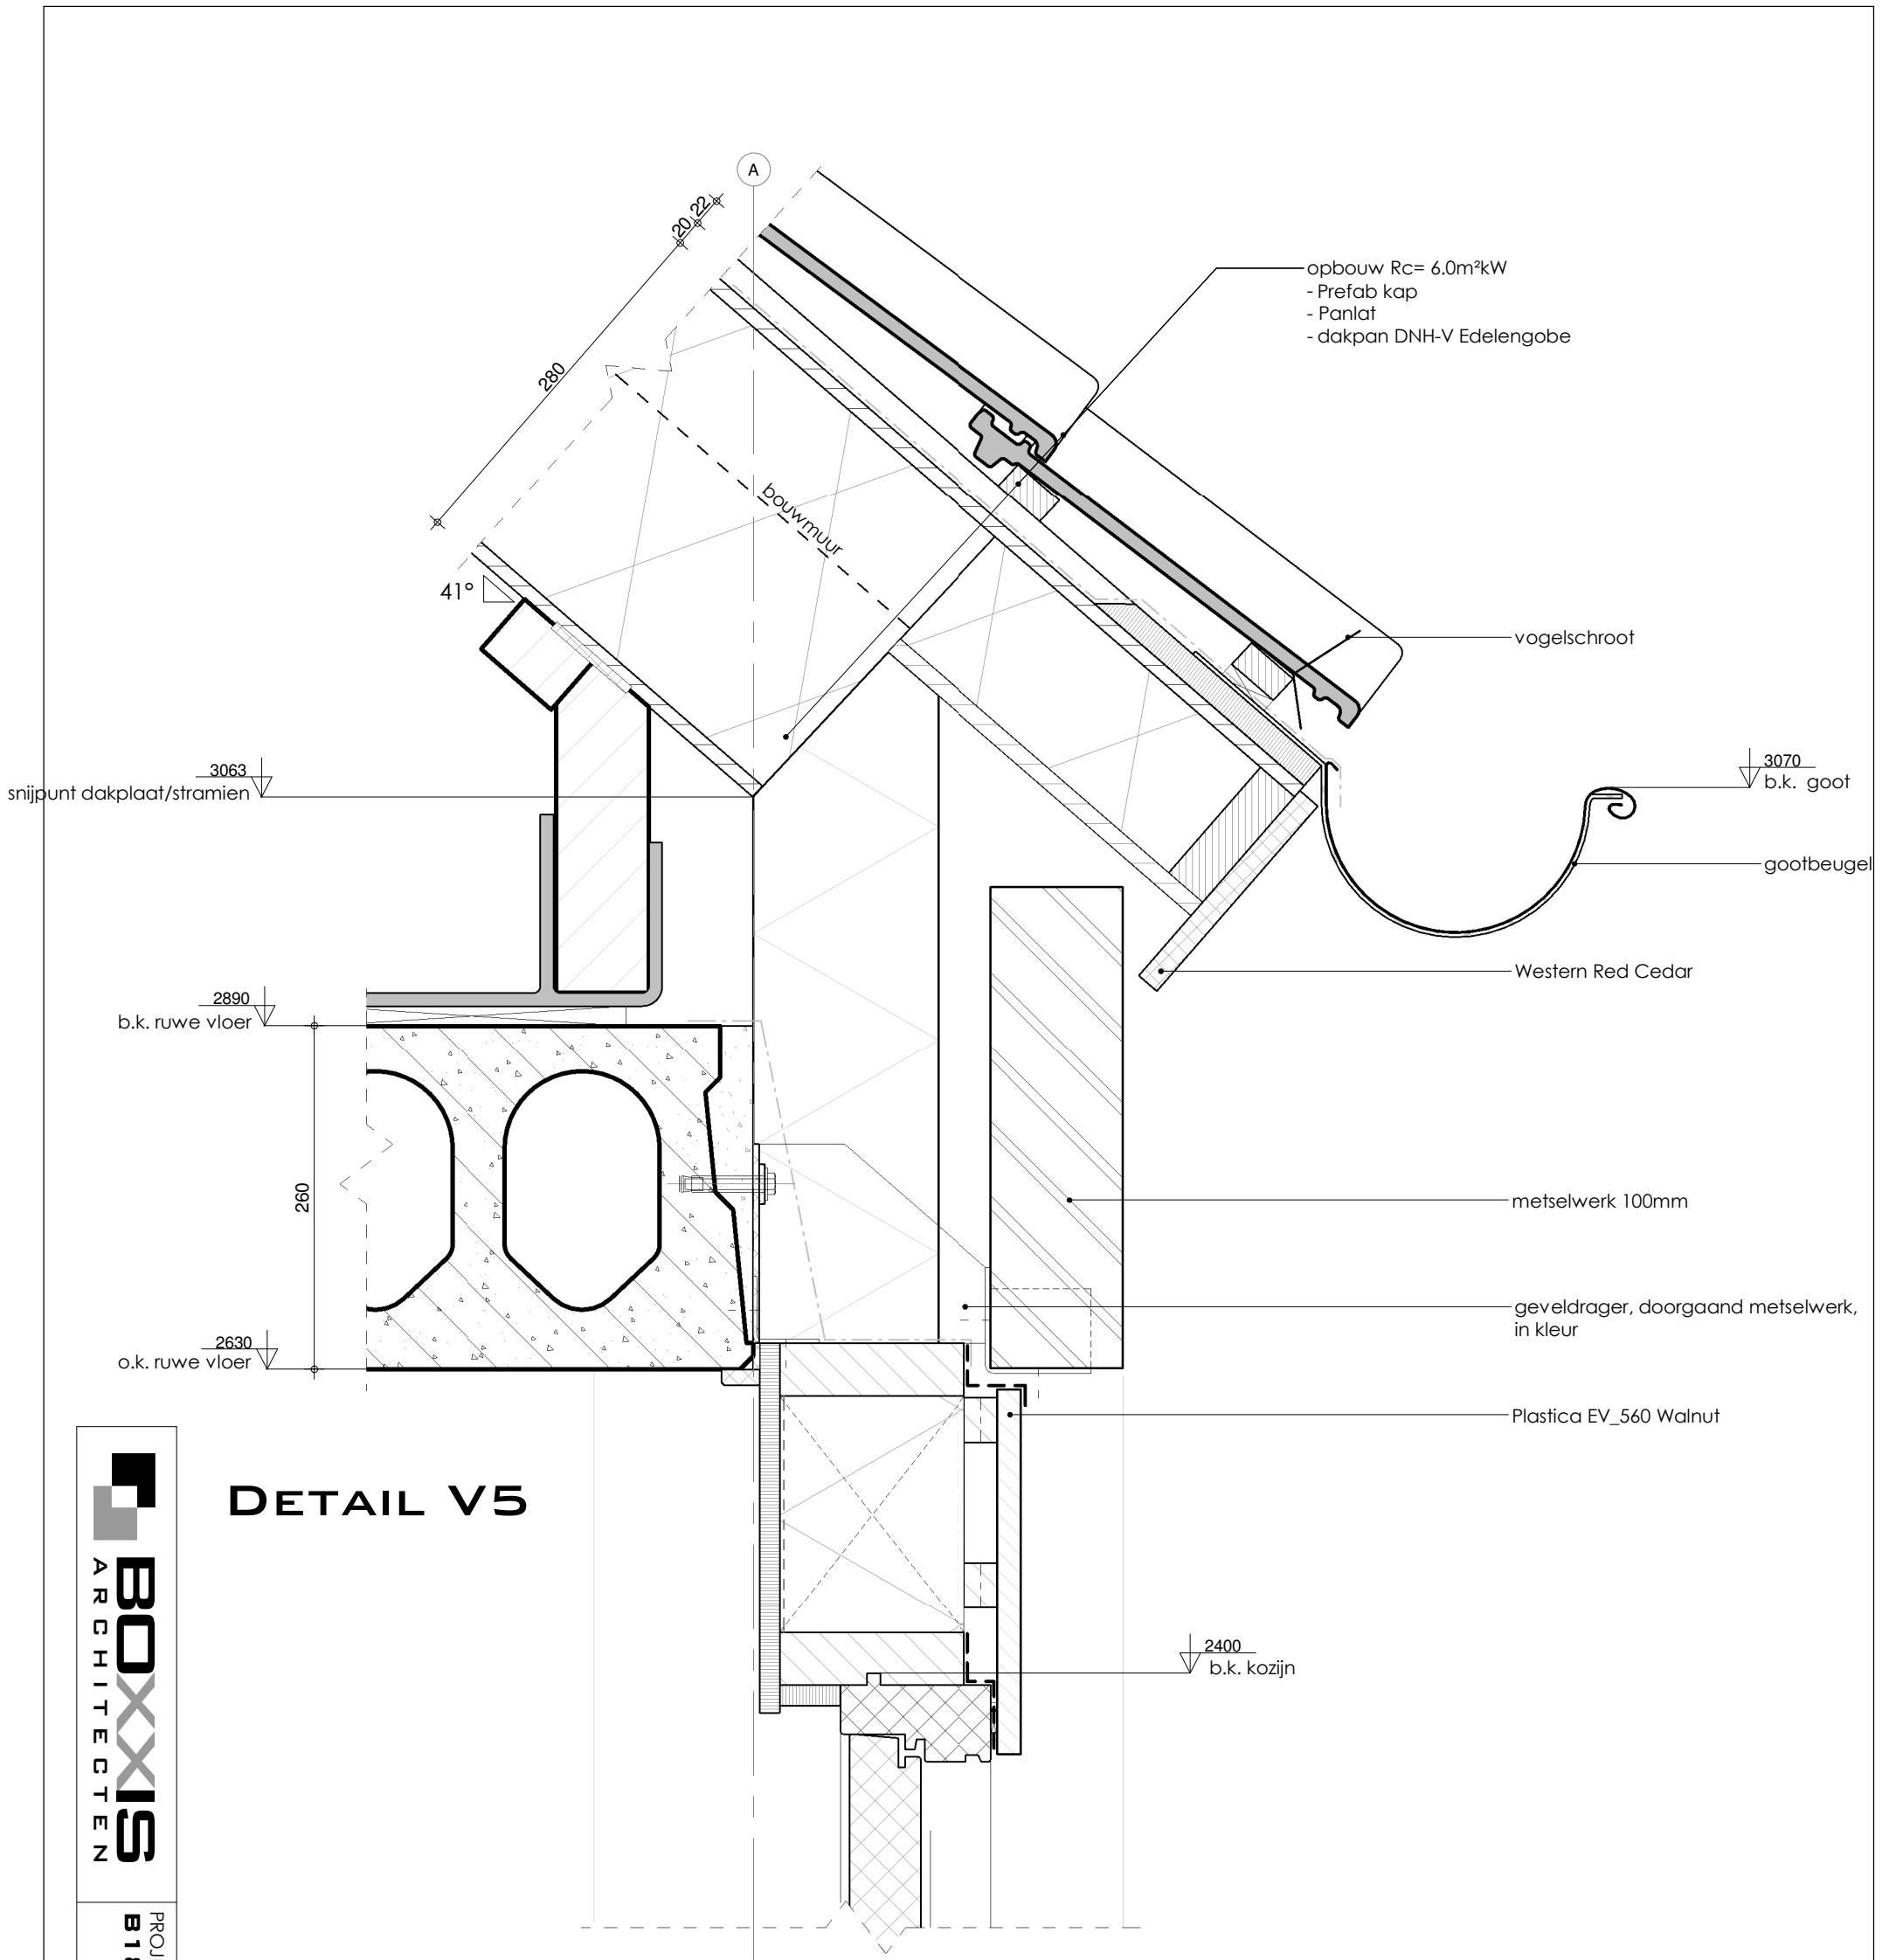 A
20
22
280
opbouw Rc= 6.0m²kW
- Prefab kap
- Panlat
- dakpan DNH-V Edelengobe
bouwmuur
41°
vogelschroot
3063
snijpunt dakplaat/stramien
3070
b.k. goot
gootbeugel
Western Red Cedar
2890
b.k. ruwe vloer
260
metselwerk 100mm
geveldrager, doorgaand metselwerk,
in kleur
2630
o.k. ruwe vloer
Plastica EV_560 Walnut
DETAIL V5
2400
b.k. kozijn
BOXXIS
ARCHITECTEN